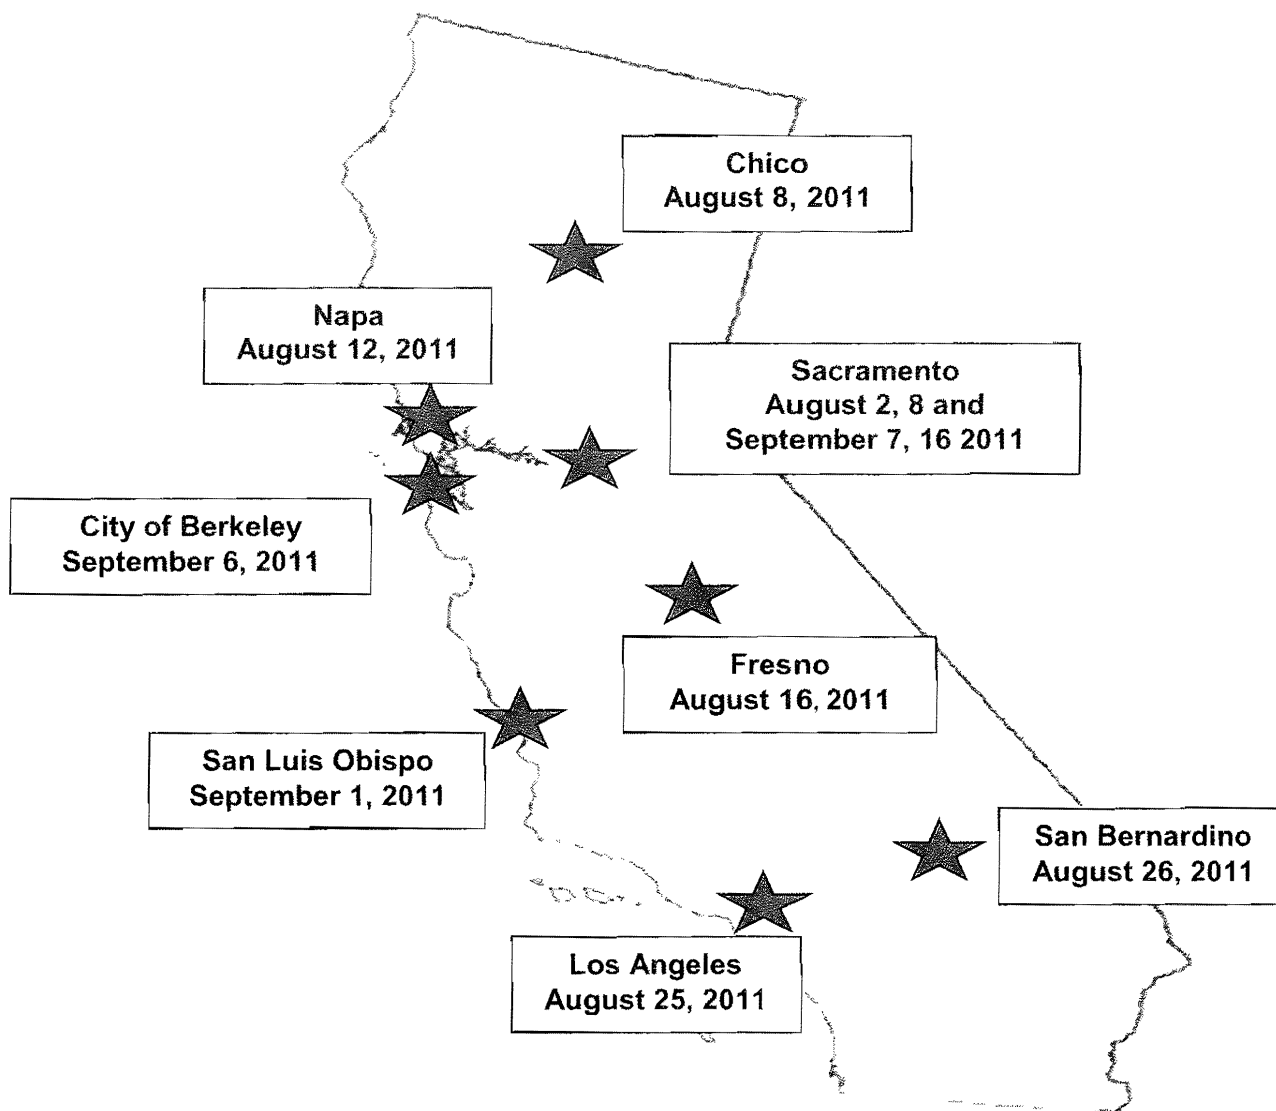 Chico
August 8, 2011
Napa
August 12, 2011
Sacramento
August 2, 8 and
September 7, 16 2011
City of Berkeley
September 6, 2011
Fresno
August 16, 2011
San Luis Obispo
September 1, 2011
San Bernardino
August 26, 2011
Los Angeles
August 25, 2011